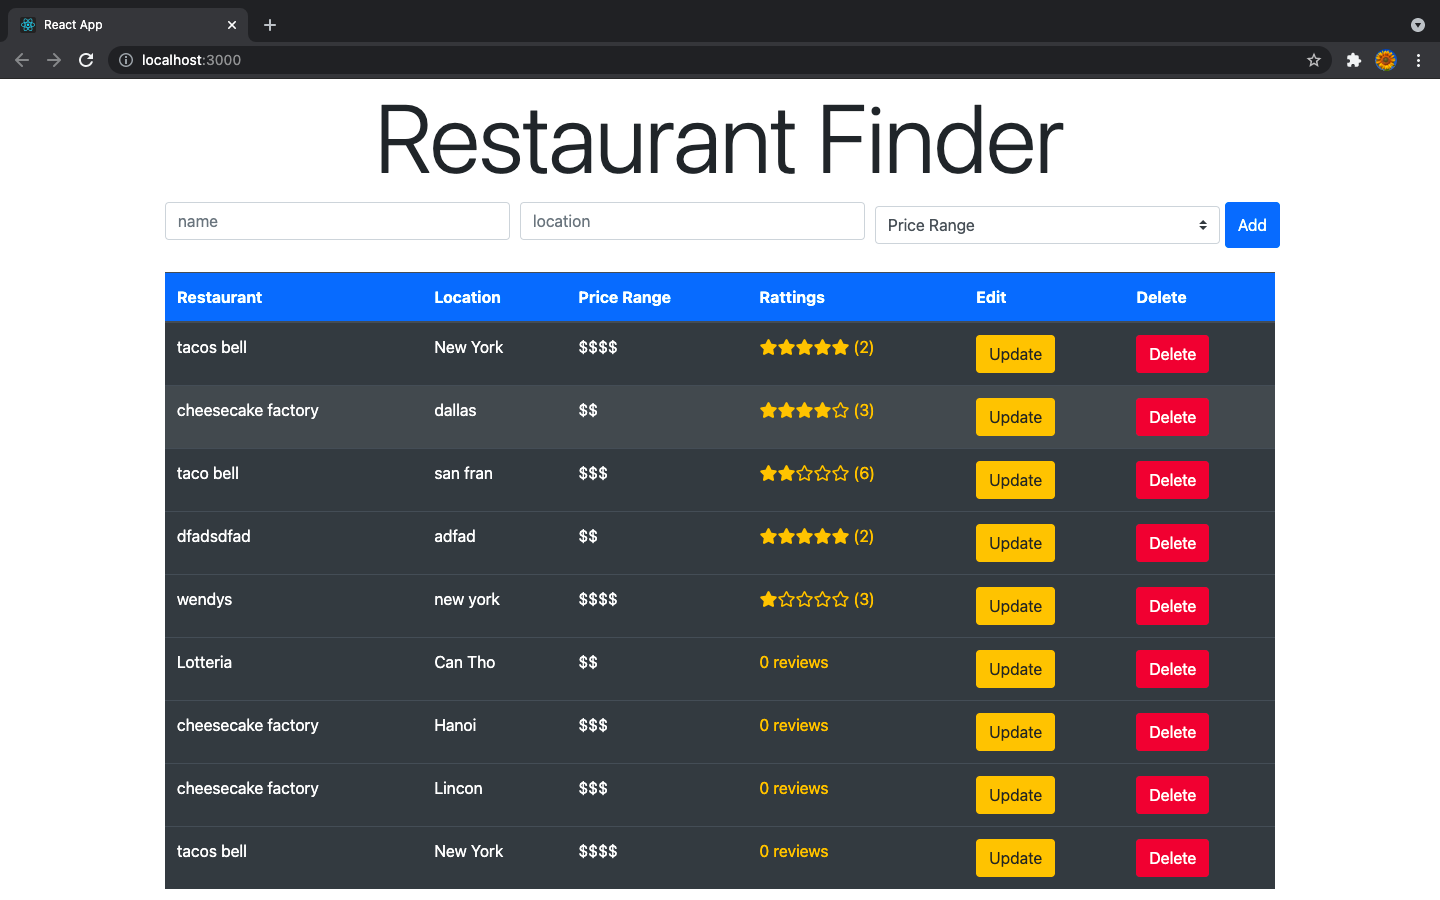 React App
localhost:3000
Restaurant Finder
name location Price Range Add
Restaurant Location Price Range Rattings Edit Delete
tacos bell New York $$$$ (2) Update Delete
cheesecake factory dallas $$ (3) Update Delete
taco bell san fran $$$ (6) Update Delete
dfadsdfad adfad $$ (2) Update Delete
wendys new york $$$$ (3) Update Delete
Lotteria Can Tho $$ 0 reviews Update Delete
cheesecake factory Hanoi $$$ 0 reviews Update Delete
cheesecake factory Lincon $$$ 0 reviews Update Delete
tacos bell New York $$$$ 0 reviews Update Delete